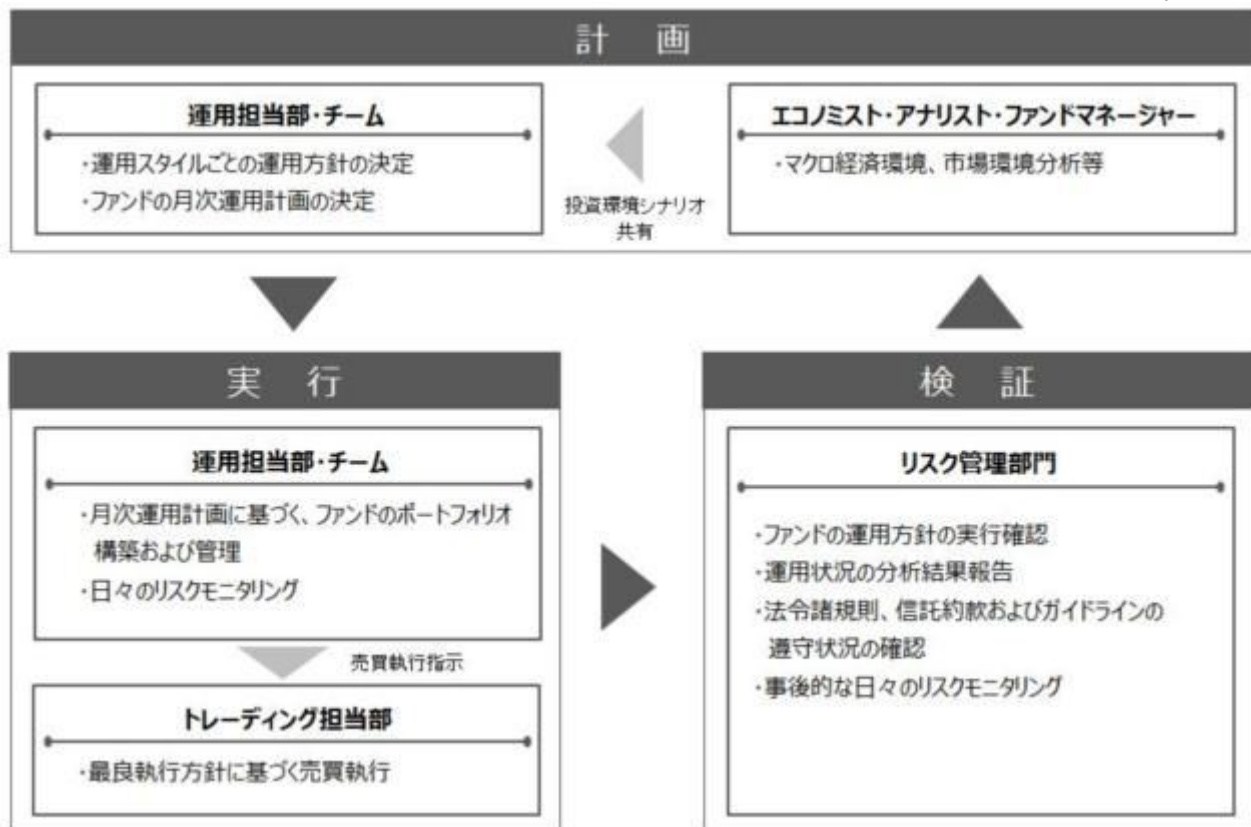 計 画
運用担当部・チーム
・運用スタイルごとの運用方針の決定
・ファンドの月次運用計画の決定
投資環境シナリオ
共有
エコノミスト・アナリスト・ファンドマネージャー
・マクロ経済環境、市場環境分析等
実 行
運用担当部・チーム
・月次運用計画に基づく、ファンドのポートフォリオ
構築および管理
・日々のリスクモニタリング
売買執行指示
トレーディング担当部
・最良執行方針に基づく売買執行
検 証
リスク管理部門
・ファンドの運用方針の実行確認
・運用状況の分析結果報告
・法令諸規則、信託約款およびガイドラインの
遵守状況の確認
・事後的な日々のリスクモニタリング